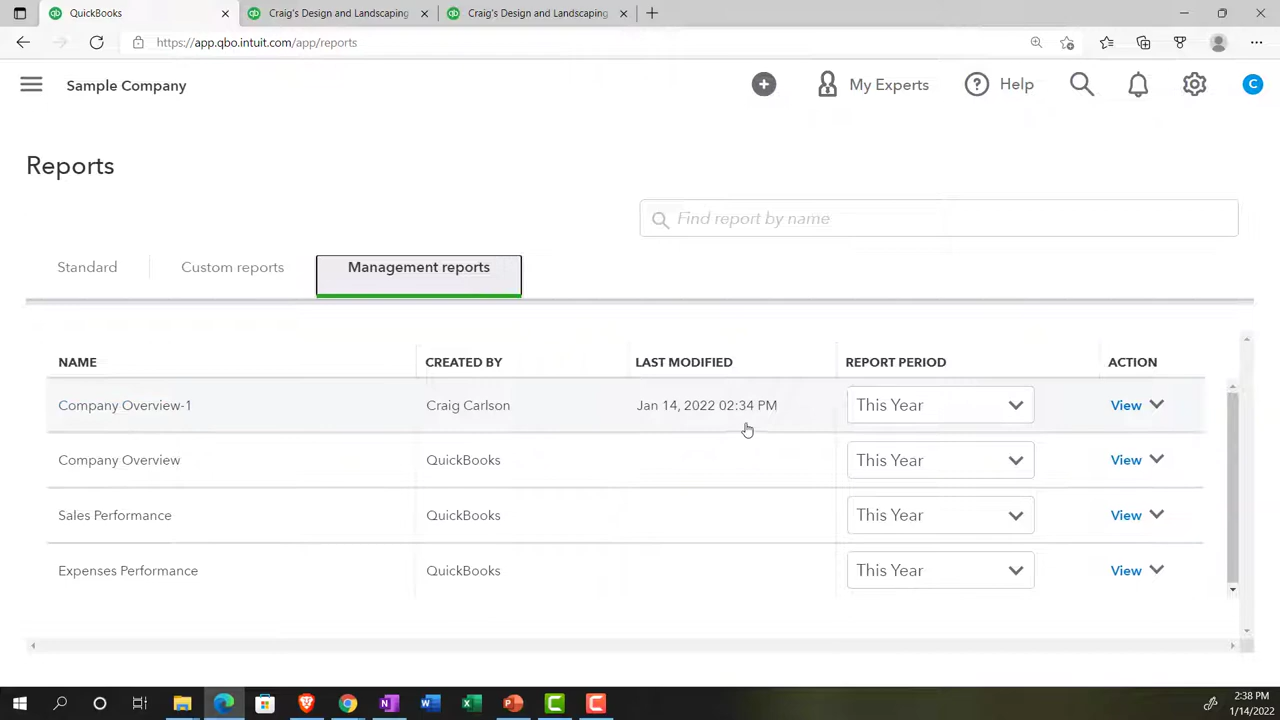 QuickBooks
Craig's Design and Landscaping
Craig's Design and Landscaping
https://app.qbo.intuit.com/app/reports
Sample Company
My Experts
Help
C
Reports
Find report by name
Standard
Custom reports
Management reports
NAME CREATED BY LAST MODIFIED REPORT PERIOD ACTION
Company Overview-1 Craig Carlson Jan 14, 2022 02:34 PM This Year View
Company Overview QuickBooks This Year View
Sales Performance QuickBooks This Year View
Expenses Performance QuickBooks This Year View
2:38 PM
1/14/2022